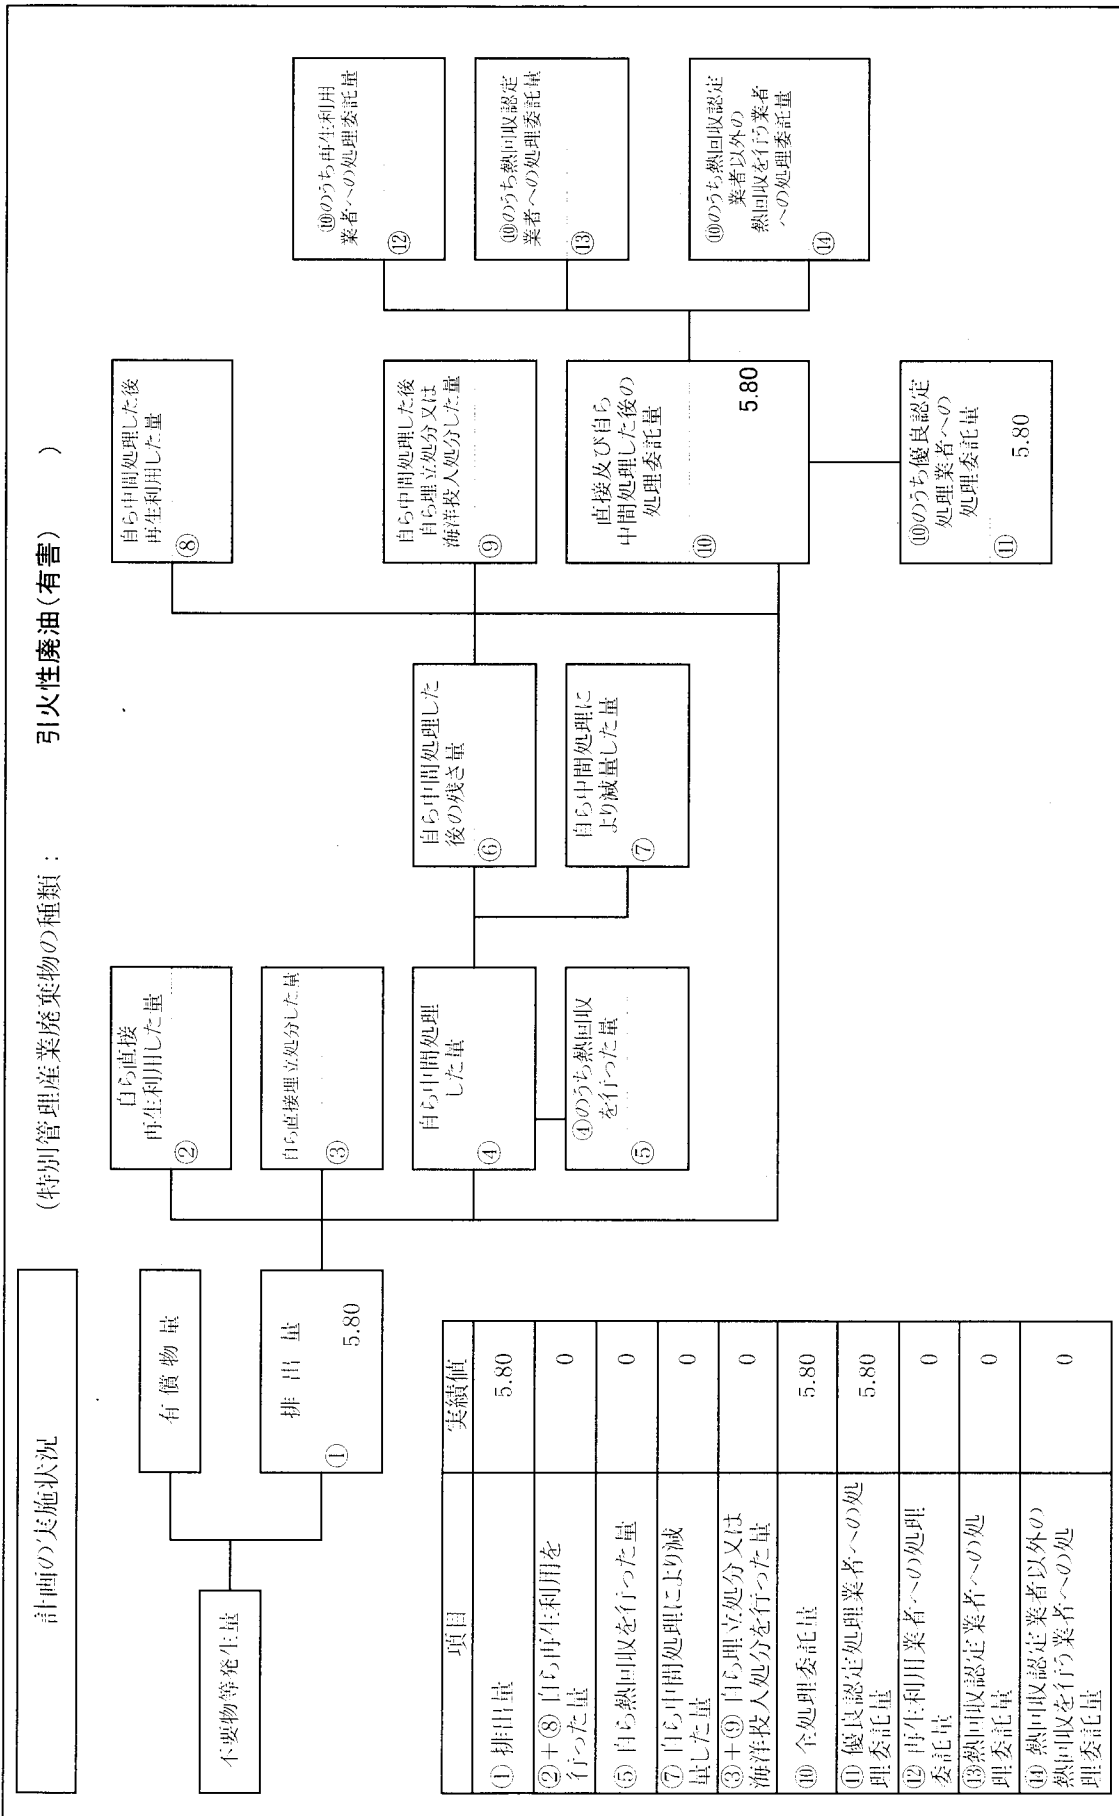 計画の実施状況
(特別管理産業廃棄物の種類: 引火性廃油(有害) )
不要物等発生量
有償物量
排出量
① 5.80
自ら直接
再生利用した量
②
自ら直接埋立処分した量
③
自ら中間処理
した量
④
④のうち熱回収
を行った量
⑤
自ら中間処理した
後の残さ量
⑥
自ら中間処理に
より減量した量
⑦
自ら中間処理した後
再生利用した量
⑧
自ら中間処理した後
自ら埋立処分又は
海洋投入処分した量
⑨
直接及び自ら
中間処理した後の
処理委託量
⑩ 5.80
⑩のうち優良認定
処理業者への
処理委託量
⑪ 5.80
⑩のうち再生利用
業者への処理委託量
⑫
⑩のうち熱回収認定
業者への処理委託量
⑬
⑩のうち熱回収認定
業者以外の
熱回収を行う業者
への処理委託量
⑭
項目 実績値
①排出量 5.80
②+⑧ 自ら再生利用を
行った量 0
⑤ 自ら熱回収を行った量 0
⑦ 自ら中間処理により減
量した量 0
③+⑨ 自ら埋立処分又は
海洋投入処分を行った量 0
⑩ 全処理委託量 5.80
⑪ 優良認定処理業者への処
理委託量 5.80
⑫ 再生利用業者への処理
委託量 0
⑬熱回収認定業者への処
理委託量 0
⑭ 熱回収認定業者以外の
熱回収を行う業者への処
理委託量 0